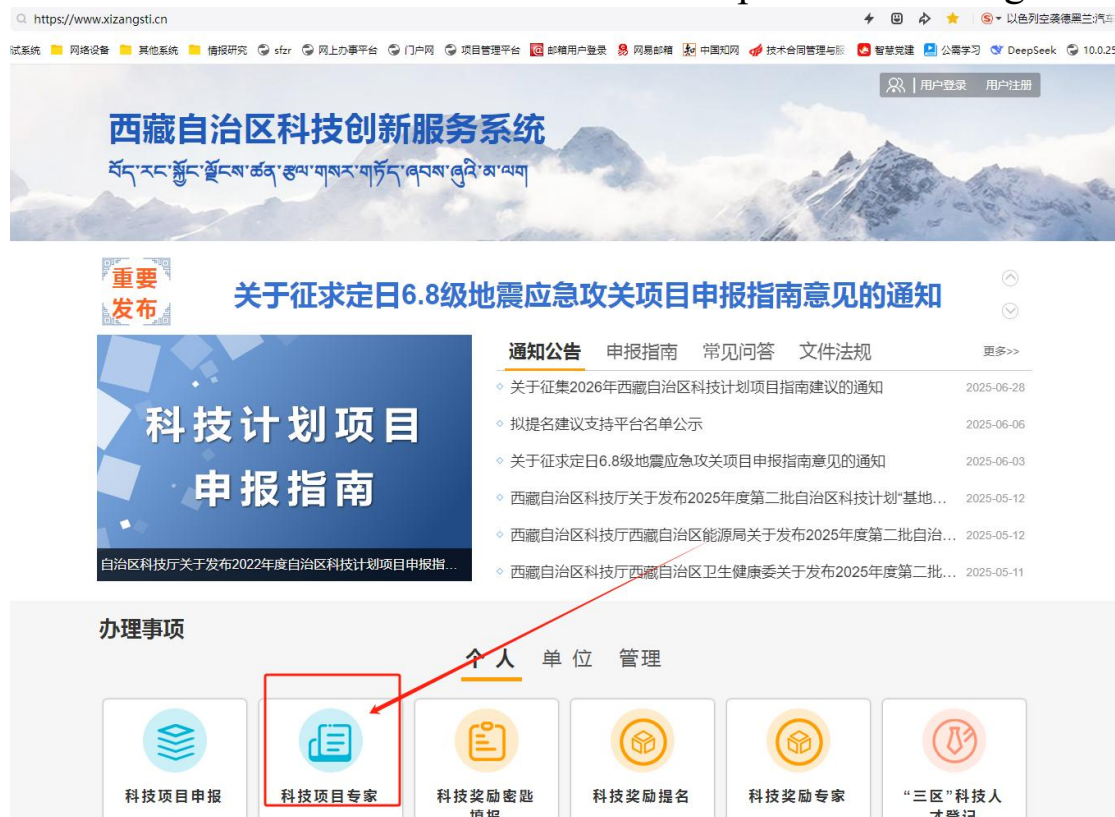 https://www.xizangsti.cn
以色列空袭德黑兰:汽车
试系统 网络设备 其他系统 情报研究 sfzr 网上办事平台 门户网 项目管理平台 邮箱用户登录 网易邮箱 中国知网 技术合同管理与服 智慧党建 公需学习 DeepSeek 10.0.25
用户登录 用户注册
西藏自治区科技创新服务系统
བོད་རང་སྐྱོང་ལྗོངས་ཚན་རྩལ་གསར་གཏོད་ཞབས་ཞུའི་མ་ལག
重要
发布
关于征求定日6.8级地震应急攻关项目申报指南意见的通知
科技计划项目
申报指南
自治区科技厅关于发布2022年度自治区科技计划项目申报指...
通知公告 申报指南 常见问答 文件法规 更多>>
关于征集2026年西藏自治区科技计划项目指南建议的通知 2025-06-28
拟提名建议支持平台名单公示 2025-06-06
关于征求定日6.8级地震应急攻关项目申报指南意见的通知 2025-06-03
西藏自治区科技厅关于发布2025年度第二批自治区科技计划“基地... 2025-05-12
西藏自治区科技厅西藏自治区能源局关于发布2025年度第二批自治... 2025-05-12
西藏自治区科技厅西藏自治区卫生健康委关于发布2025年度第二批... 2025-05-11
办理事项
个人 单位 管理
科技项目申报 科技项目专家 科技奖励密匙 科技奖励提名 科技奖励专家 “三区”科技人
填报 才登记